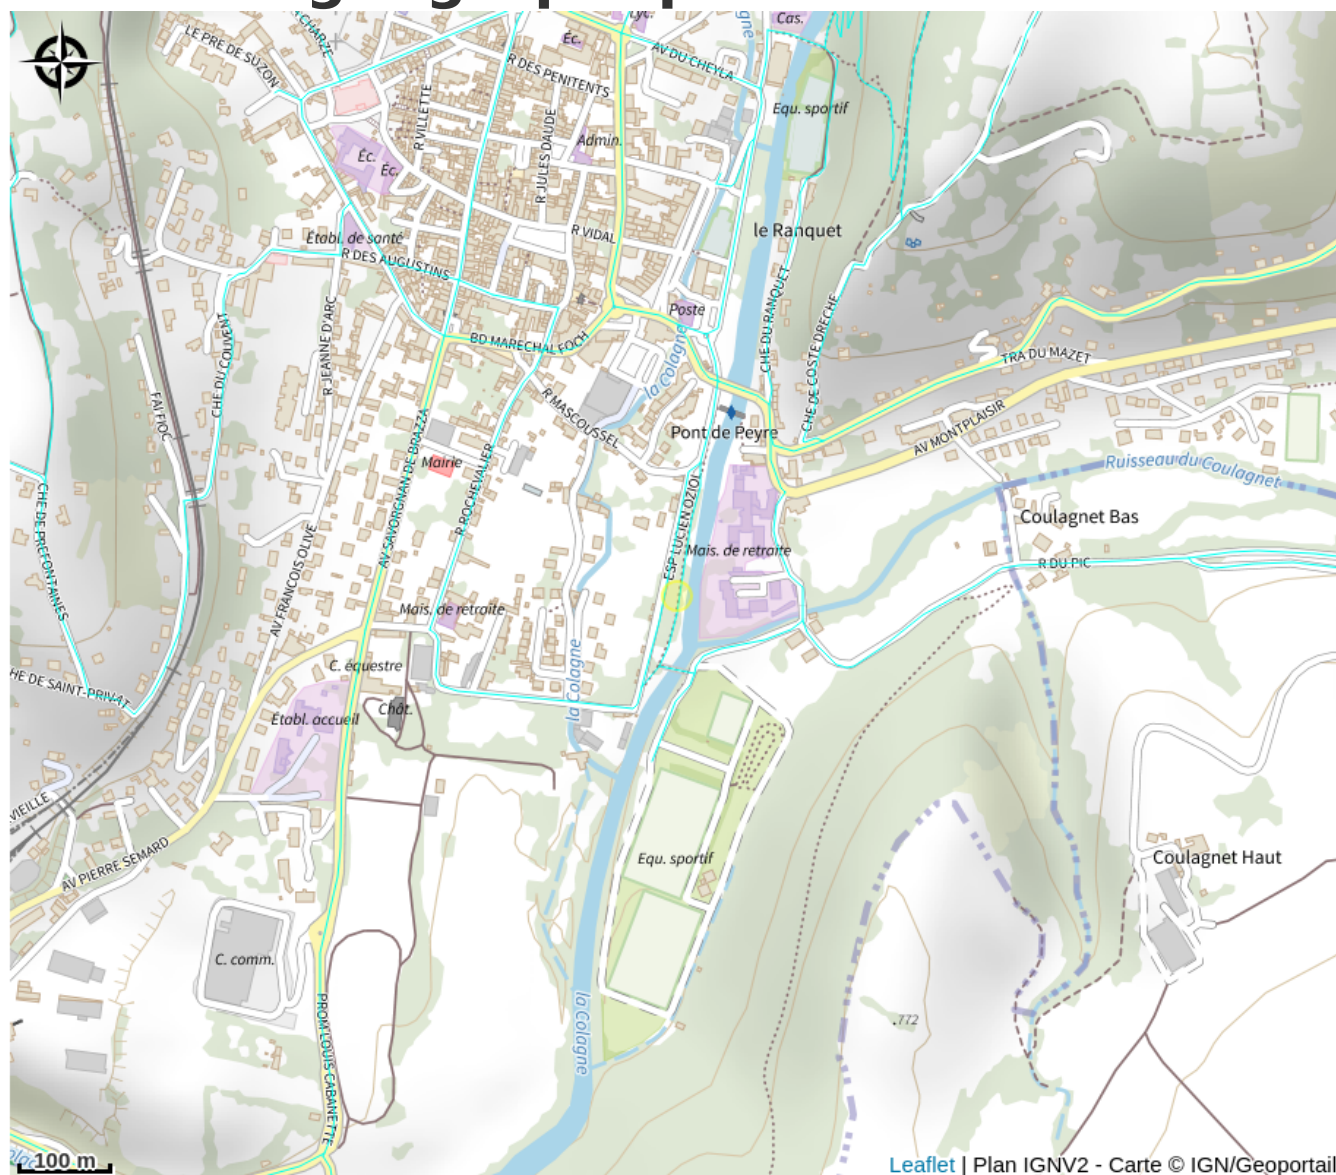 LE PRE DE SUZON
Éc.
AV DU CHEYLA
Cas.
R DES PENITENTS
Equ. sportif
R VILLETTE
R JULES DAUDE
Admin.
Éc.
Éc.
R VIDAL
le Ranquet
Établ. de santé
R DES AUGUSTINS
Poste
CHE DU RANQUET
CHE DE COSTE DRECHE
R JEANNE D'ARC
CHE DU COUVENT
BD MARECHAL FOCH
la Colagne
TRA DU MAZET
FAIFIOC
R MASCOUSSEL
Pont de Peyre
AV MONTPLAISIR
Mairie
AV SAVORGNAN DE BRAZZA
R ROCHEVALIER
Ruisseau du Coulagnet
CHE DE PREFONTAINES
ESP LUCIEN OZIOL
Coulagnet Bas
Mais. de retraite
R DU PIC
AV FRANCOIS OLIVE
Mais. de retraite
C. équestre
la Colagne
HE DE SAINT-PRIVAT
Établ. accueil
Chât.
VIEILLE
AV PIERRE SEMARD
Equ. sportif
Coulagnet Haut
C. comm.
PROM LOUIS CABANETTE
la Colagne
.772
100 m
Leaflet | Plan IGNV2 - Carte © IGN/Geoportail